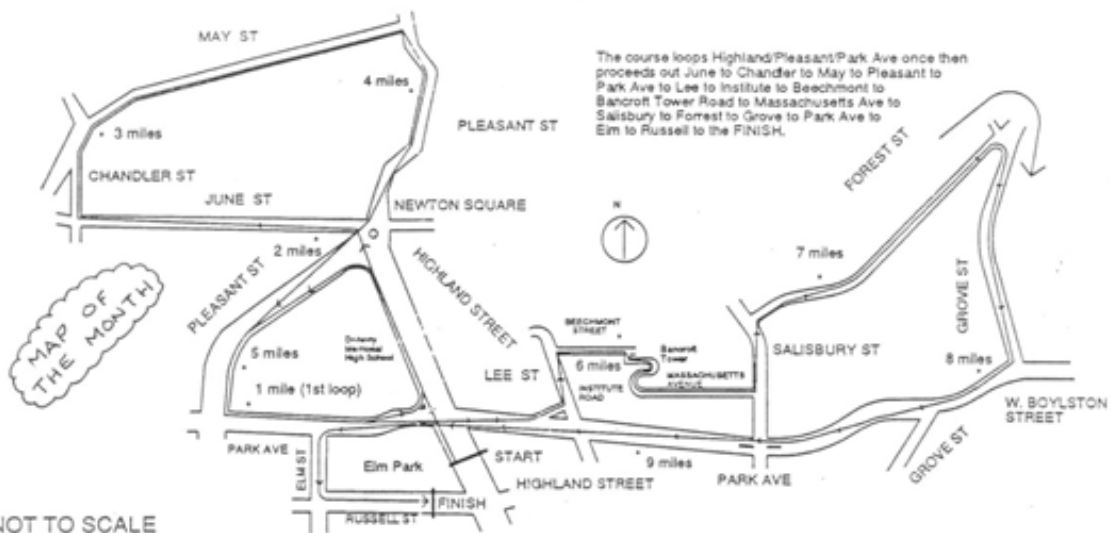 MAY ST
The course loops Highland/Pleasant/Park Ave once then
proceeds out June to Chandler to May to Pleasant to
Park Ave to Lee to Institute to Beechmont to
Bancroft Tower Road to Massachusetts Ave to
Salisbury to Forrest to Grove to Park Ave to
Elm to Russell to the FINISH.
4 miles
3 miles
PLEASANT ST
FOREST ST
CHANDLER ST
JUNE ST
NEWTON SQUARE
N
2 miles
7 miles
PLEASANT ST
HIGHLAND STREET
GROVE ST
MAP OF
THE MONTH
BEECHMONT
STREET
Doherty
Memorial
High School
Bancroft
Tower
SALISBURY ST
5 miles
6 miles
8 miles
LEE ST
MASSACHUSETTS
AVENUE
INSTITUTE
ROAD
1 mile (1st loop)
W. BOYLSTON
STREET
PARK AVE
ELM ST
Elm Park
START
9 miles
GROVE ST
PARK AVE
HIGHLAND STREET
FINISH
RUSSELL ST
NOT TO SCALE